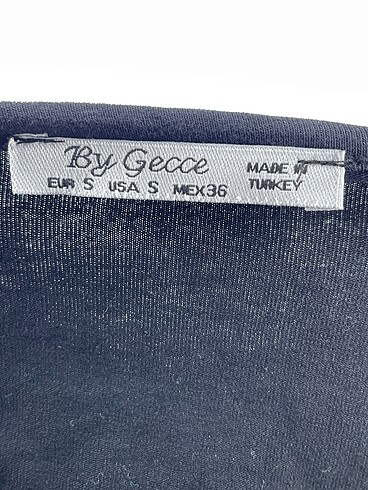 By Gecce
EUR S USA S MEX36
MADE IN
TURKEY